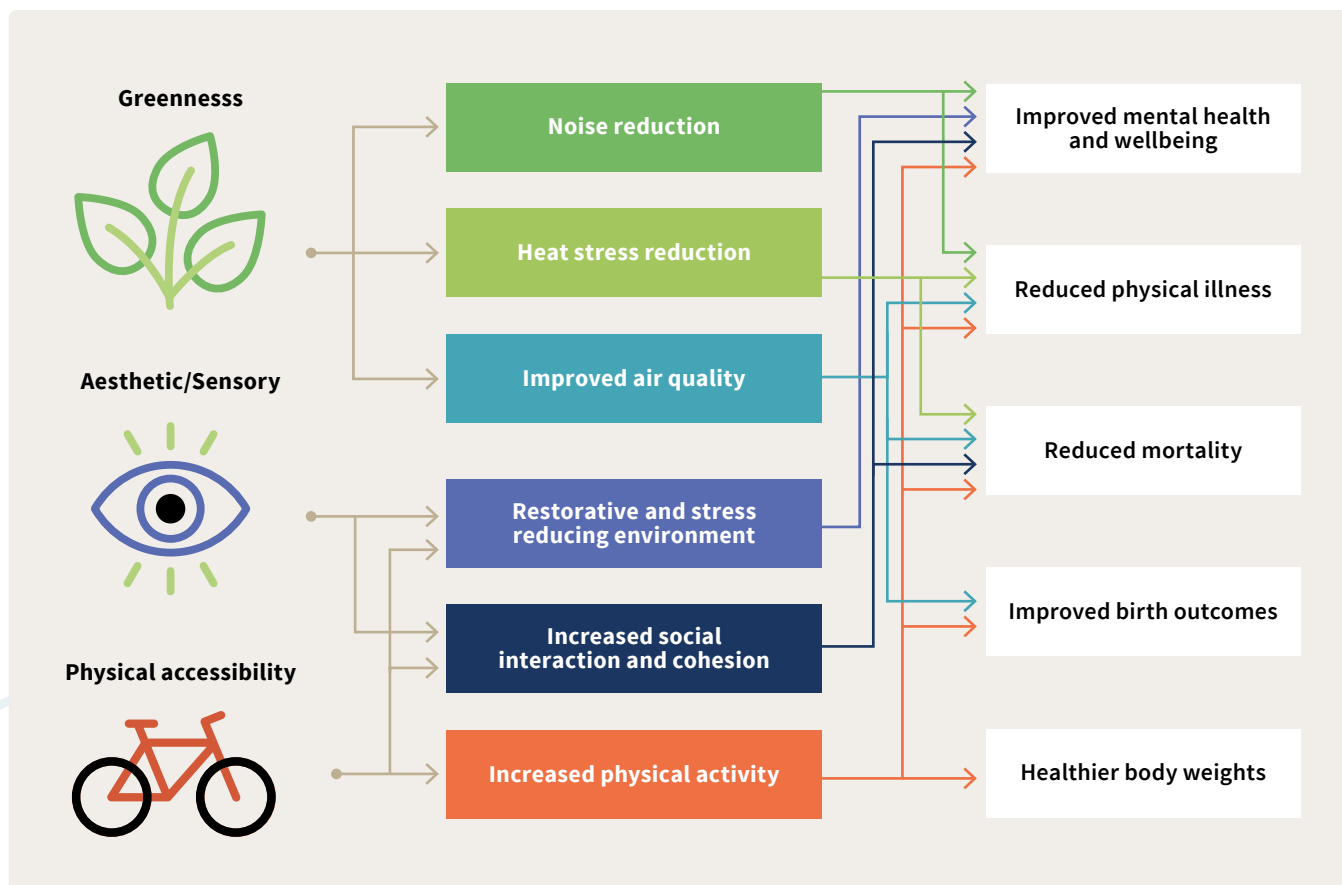 Greennesss
Aesthetic/Sensory
Physical accessibility
Noise reduction
Heat stress reduction
Improved air quality
Restorative and stress
reducing environment
Increased social
interaction and cohesion
Increased physical activity
Improved mental health
and wellbeing
Reduced physical illness
Reduced mortality
Improved birth outcomes
Healthier body weights